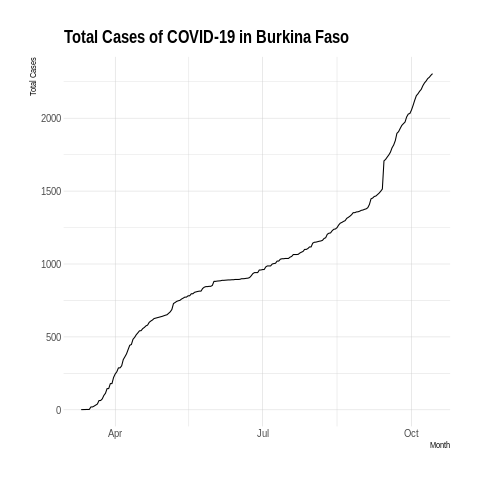 Total Cases of COVID-19 in Burkina Faso
Total Cases
2000
1500
1000
500
0
Apr Jul Oct
Month